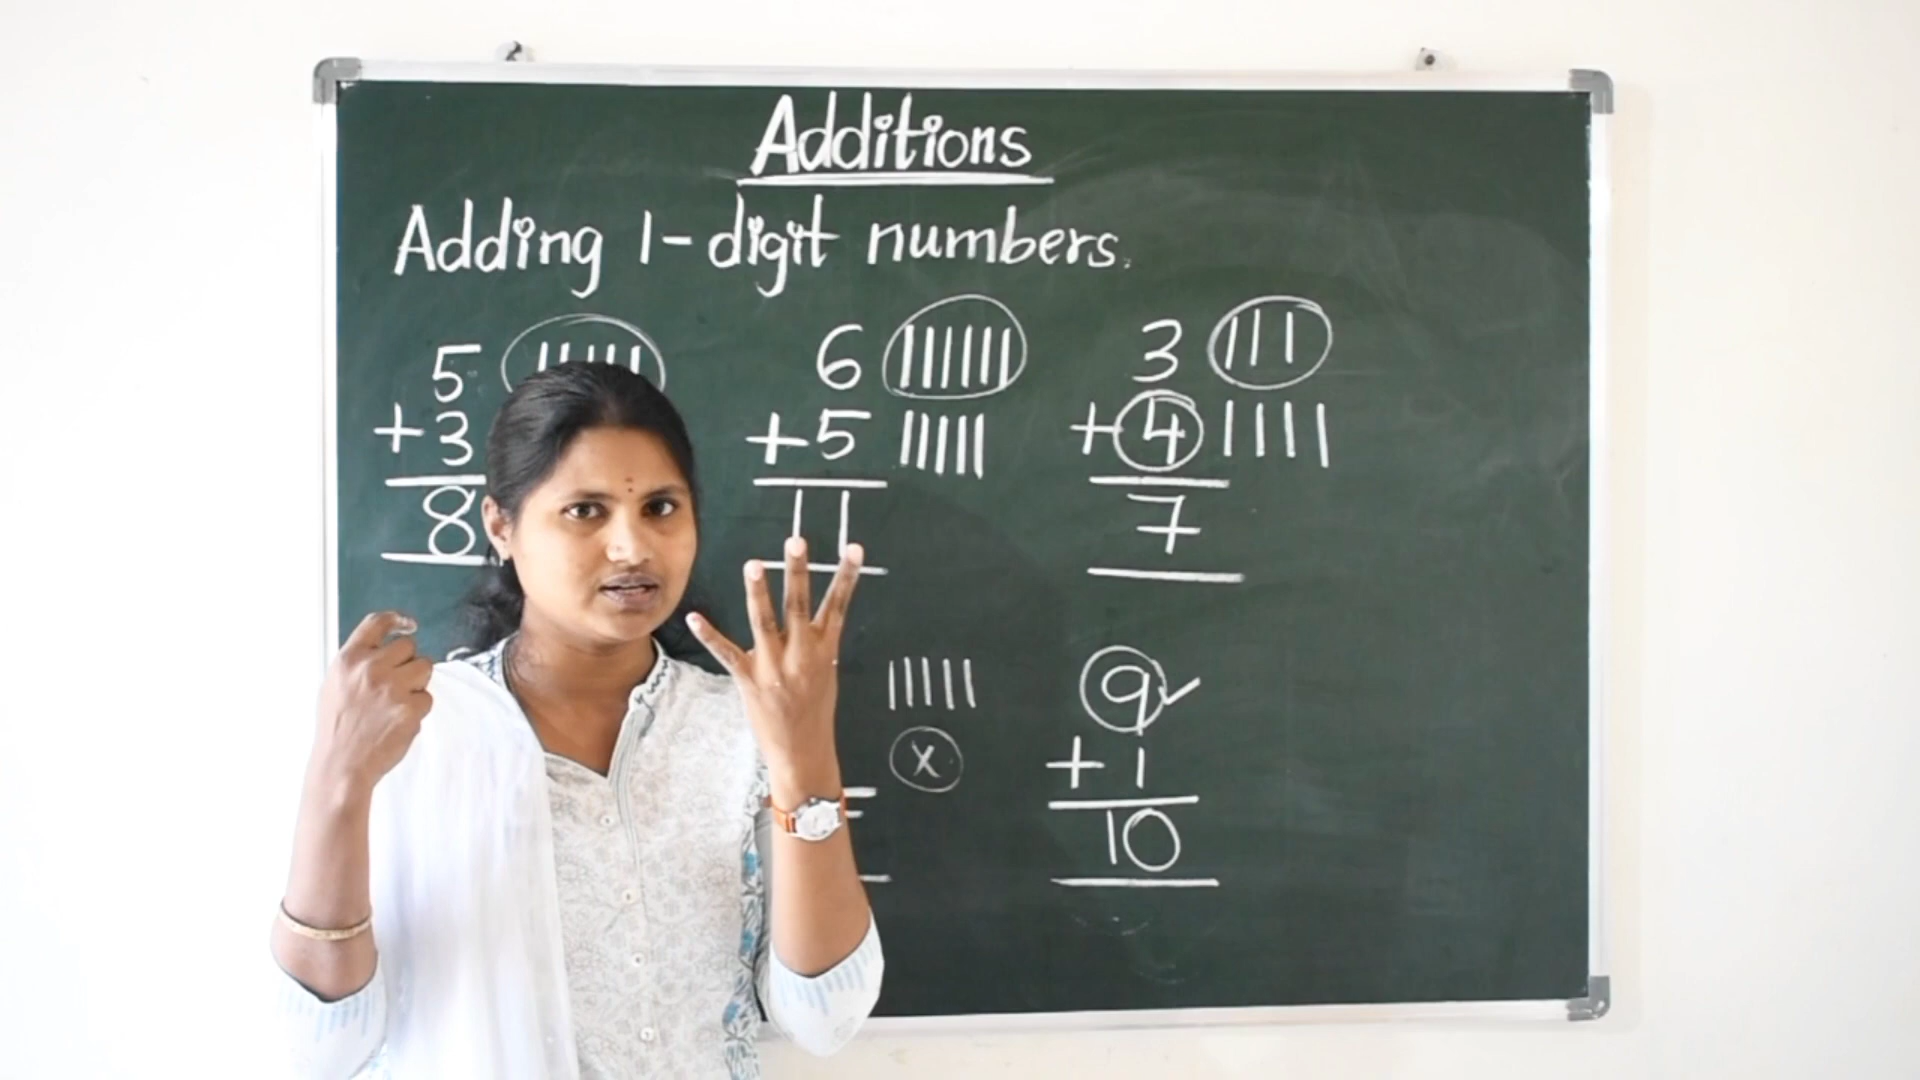 Additions
Adding 1-digit numbers.
5 6 3
+3 +5 +4
8 11 7
9
x + 1
10